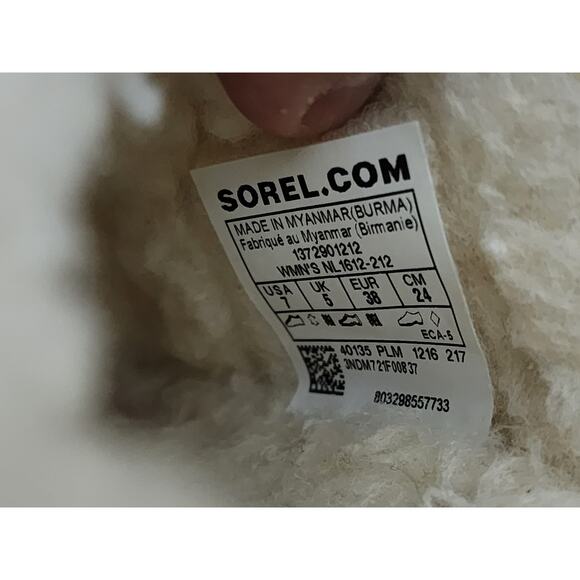 SOREL.COM
MADE IN MYANMAR(BURMA)
Fabriqué au Myanmar (Birmanie)
1372901212
WMN'S NL1612-212
USA UK EUR CM
7 5 38 24
ECA-5
40135 PLM 1216 217
3NDM721F00837
803298557733